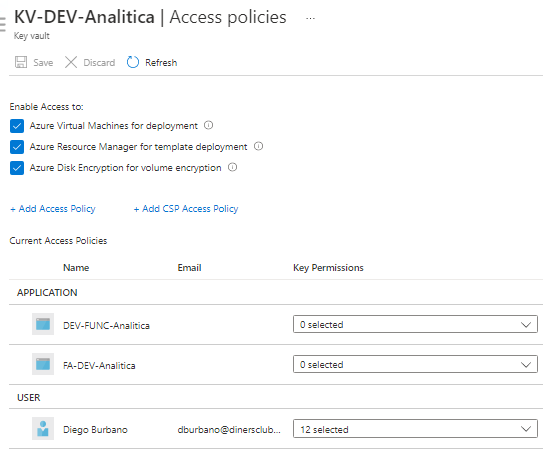 KV-DEV-Analitica | Access policies ...
Key vault
Save Discard Refresh
Enable Access to:
Azure Virtual Machines for deployment
Azure Resource Manager for template deployment
Azure Disk Encryption for volume encryption
+ Add Access Policy + Add CSP Access Policy
Current Access Policies
Name Email Key Permissions
APPLICATION
DEV-FUNC-Analitica 0 selected
FA-DEV-Analitica 0 selected
USER
Diego Burbano dburbano@dinersclub... 12 selected